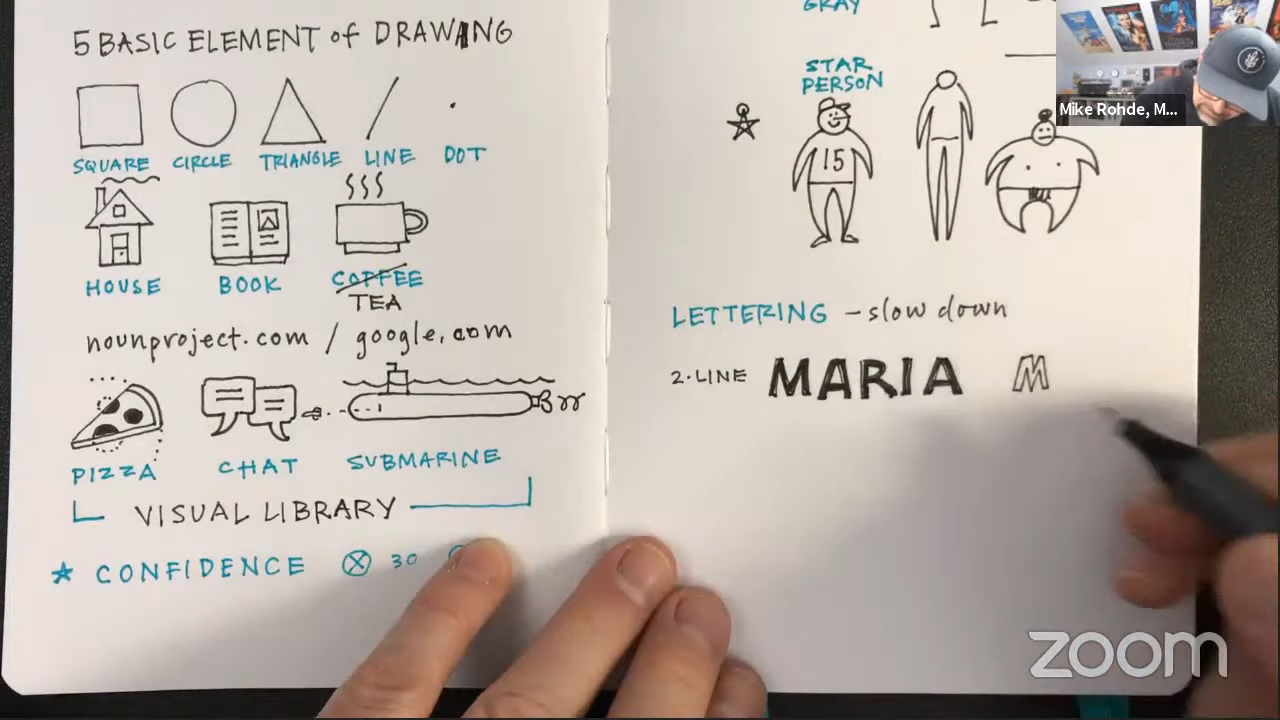 5 BASIC ELEMENT of DRAWING
SQUARE CIRCLE TRIANGLE LINE DOT
HOUSE BOOK COFFEE
TEA
nounproject.com / google.com
PIZZA CHAT SUBMARINE
VISUAL LIBRARY
CONFIDENCE 30
GRAY
STAR
PERSON
15
LETTERING - slow down
2-LINE MARIA M
Mike Rohde, M...
zoom